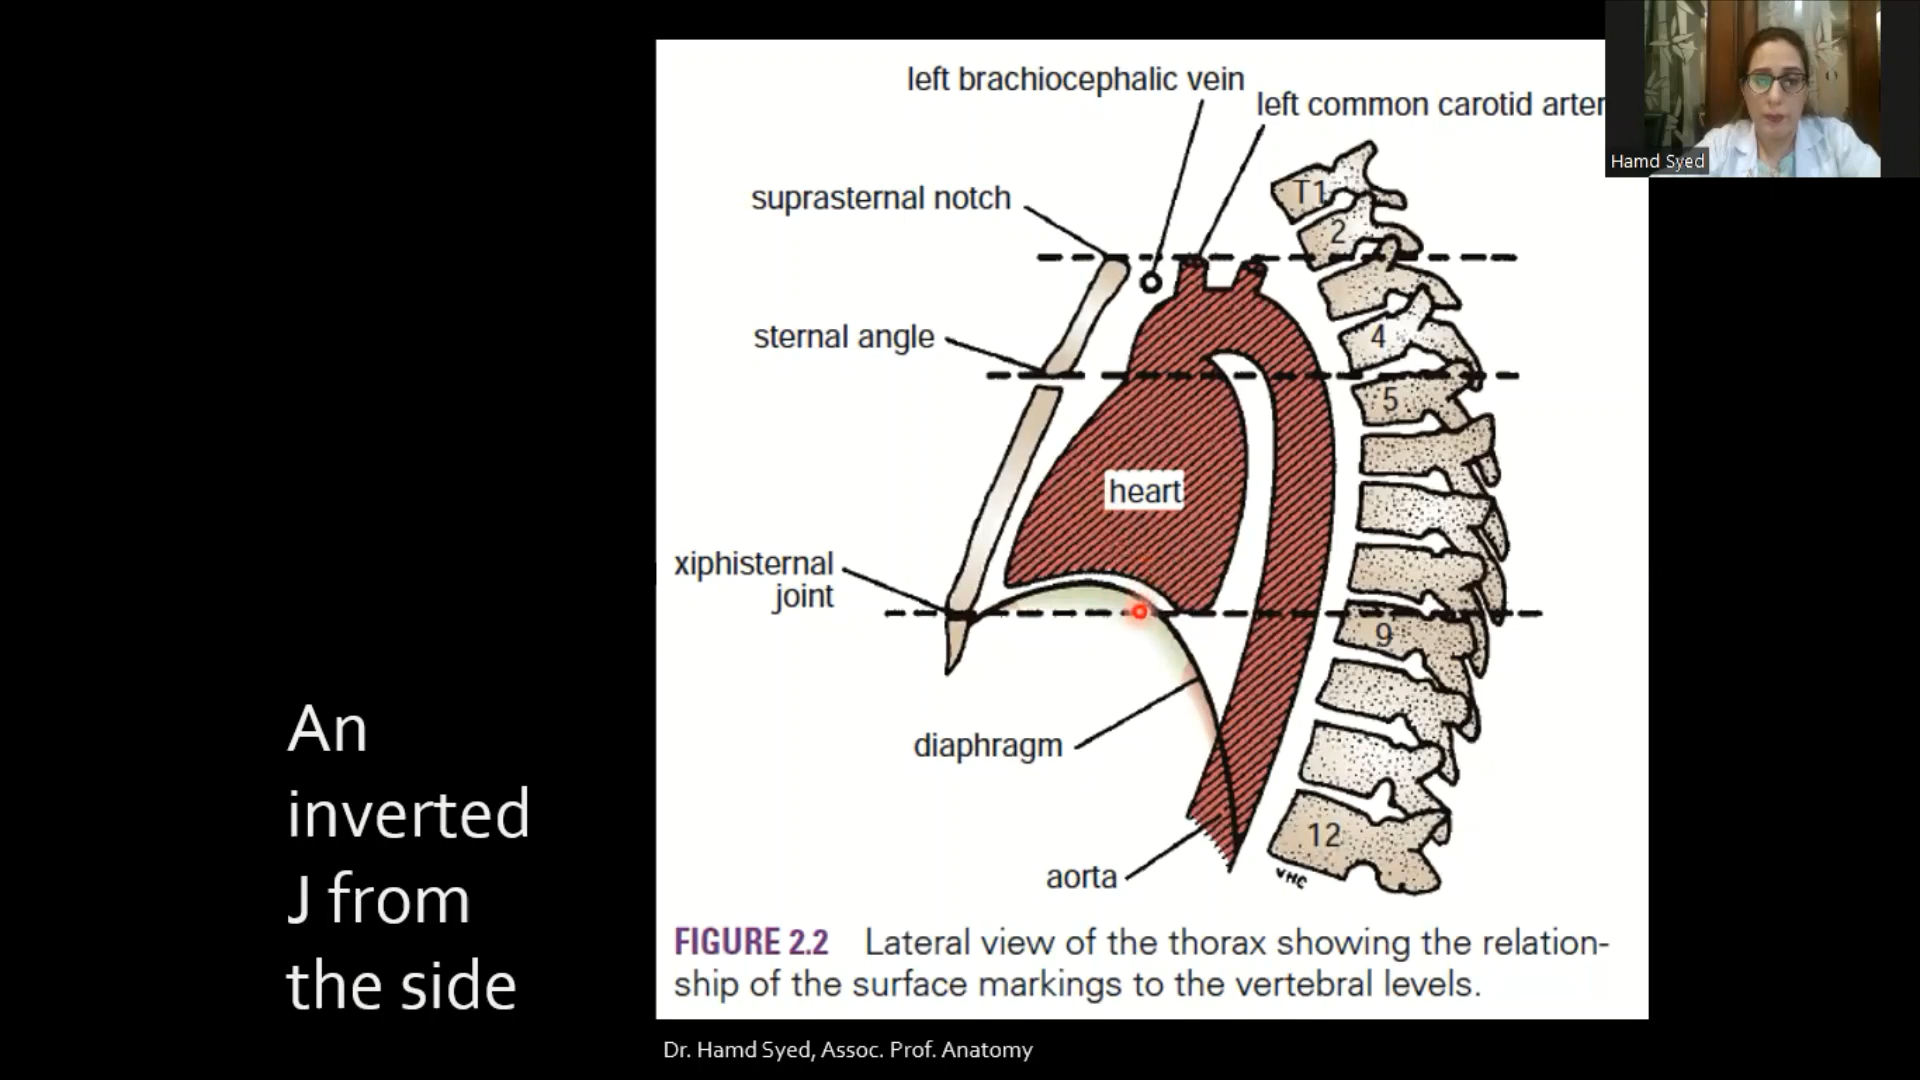 left brachiocephalic vein
left common carotid arter
Hamd Syed
suprasternal notch
T1
2
sternal angle
4
5
heart
xiphisternal
joint
9
diaphragm
12
aorta
VHC
An
inverted
J from
the side
FIGURE 2.2 Lateral view of the thorax showing the relation-
ship of the surface markings to the vertebral levels.
Dr. Hamd Syed, Assoc. Prof. Anatomy